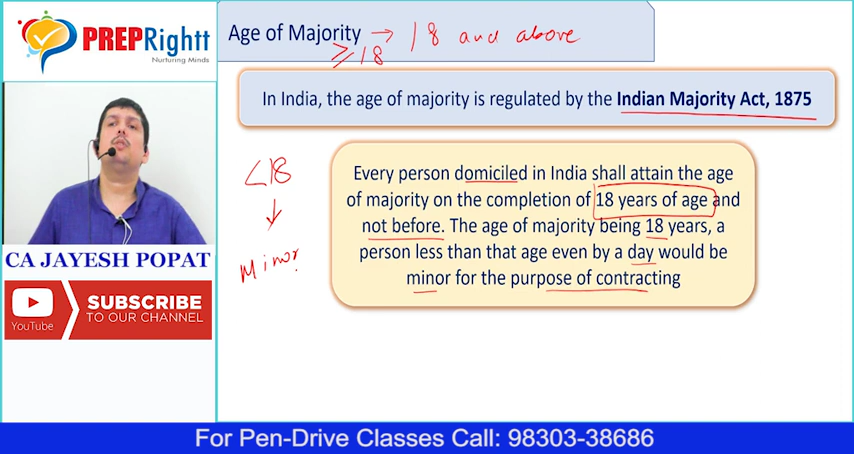 PREPRightt
Nurturing Minds
Age of Majority → 18 and above
≥18
In India, the age of majority is regulated by the Indian Majority Act, 1875
<18
↓
Minor
Every person domiciled in India shall attain the age
of majority on the completion of 18 years of age and
not before. The age of majority being 18 years, a
person less than that age even by a day would be
minor for the purpose of contracting
CA JAYESH POPAT
YouTube
SUBSCRIBE
TO OUR CHANNEL
For Pen-Drive Classes Call: 98303-38686